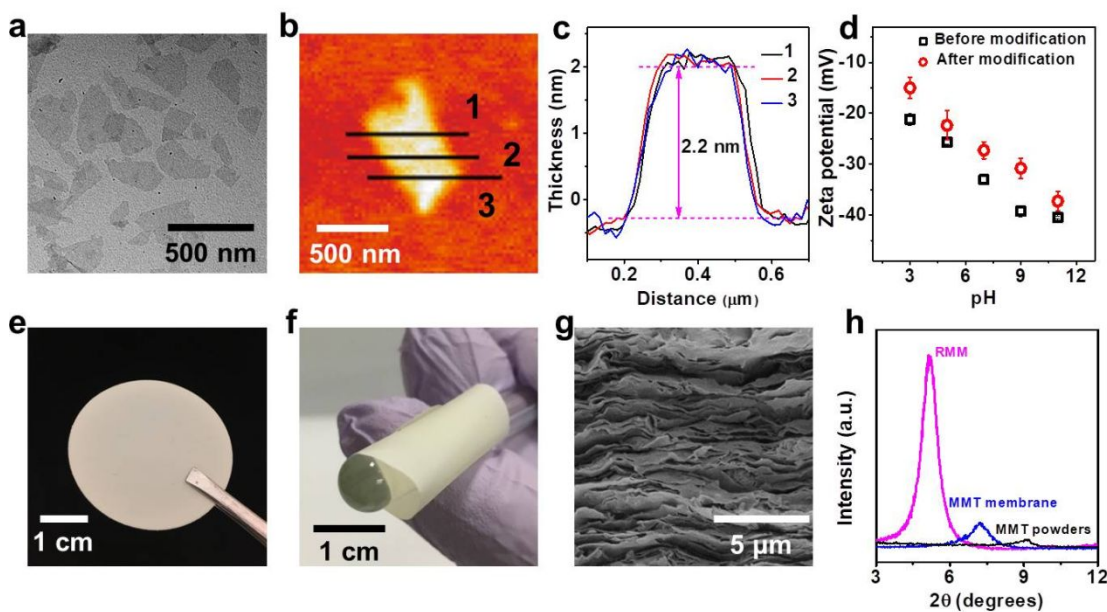 a
500 nm
b
1
2
3
500 nm
c
Thickness (nm)
2
1
0
2.2 nm
1
2
3
0.2
0.4
0.6
Distance (μm)
d
Zeta potential (mV)
-10
-20
-30
-40
Before modification
After modification
3
6
9
12
pH
e
1 cm
f
1 cm
g
5 μm
h
Intensity (a.u.)
RMM
MMT membrane
MMT powders
3
6
9
12
2θ (degrees)